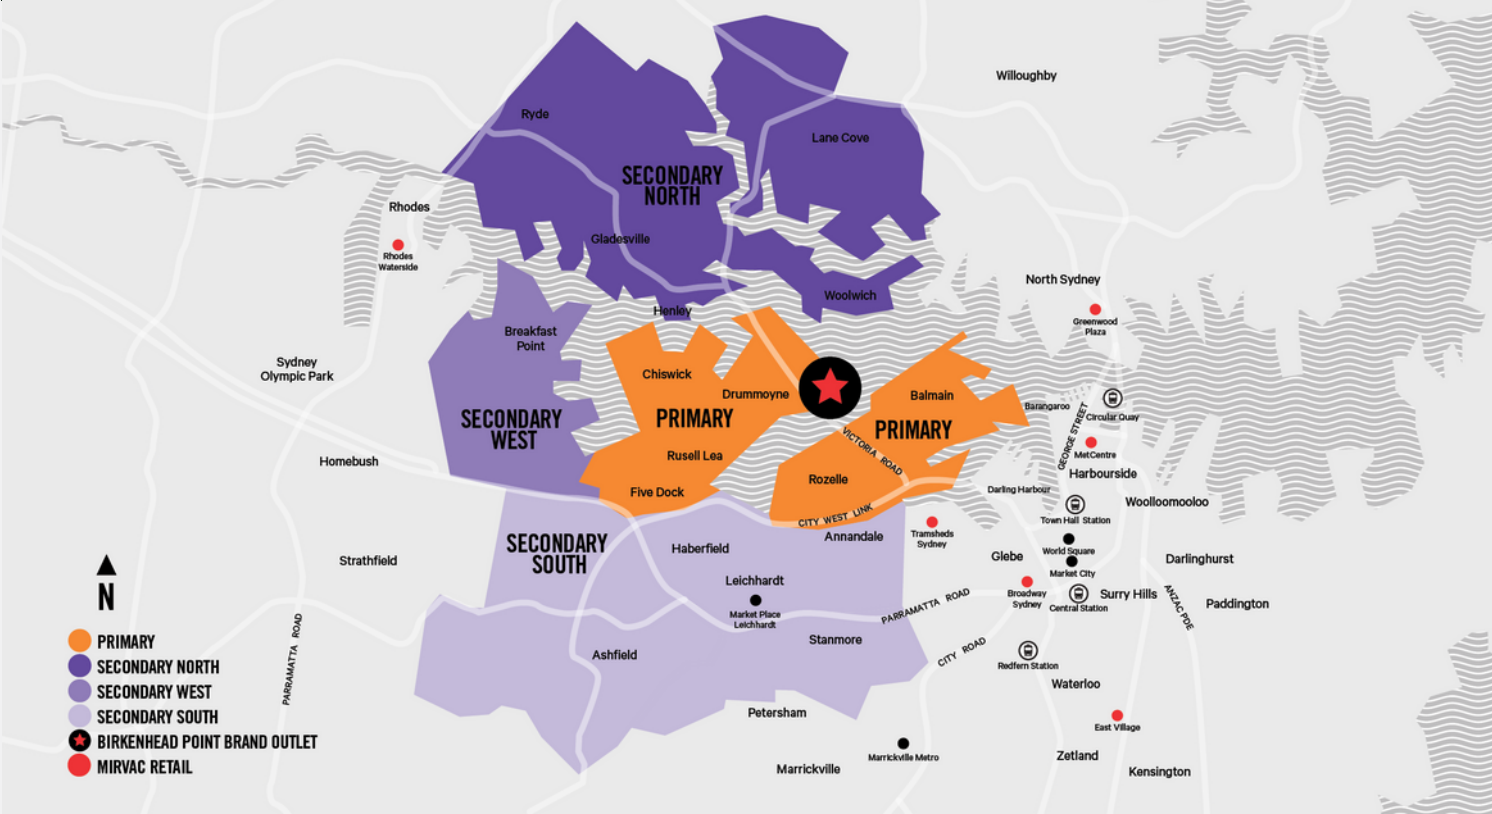 Willoughby
Ryde
Lane Cove
SECONDARY
NORTH
Rhodes
Gladesville
Rhodes
Waterside
North Sydney
Woolwich
Henley
Greenwood
Plaza
Breakfast
Point
Sydney
Olympic Park
Chiswick
Drummoyne
Balmain
Barangaroo
Circular Quay
SECONDARY
WEST
PRIMARY
PRIMARY
GEORGE STREET
VICTORIA ROAD
MetCentre
Homebush
Rusell Lea
Harbourside
Rozelle
Five Dock
Darling Harbour
Woolloomooloo
CITY WEST LINK
Town Hall Station
Annandale
Tramsheds
Sydney
SECONDARY
SOUTH
Haberfield
World Square
Strathfield
Glebe
Darlinghurst
Market City
Leichhardt
Broadway
Sydney
Central Station
Surry Hills
ANZAC PDE
Paddington
Market Place
Leichhardt
PARRAMATTA ROAD
Stanmore
CITY ROAD
Ashfield
Redfern Station
Waterloo
PARRAMATTA ROAD
Petersham
East Village
Marrickville Metro
Zetland
Marrickville
Kensington
N
PRIMARY
SECONDARY NORTH
SECONDARY WEST
SECONDARY SOUTH
BIRKENHEAD POINT BRAND OUTLET
MIRVAC RETAIL